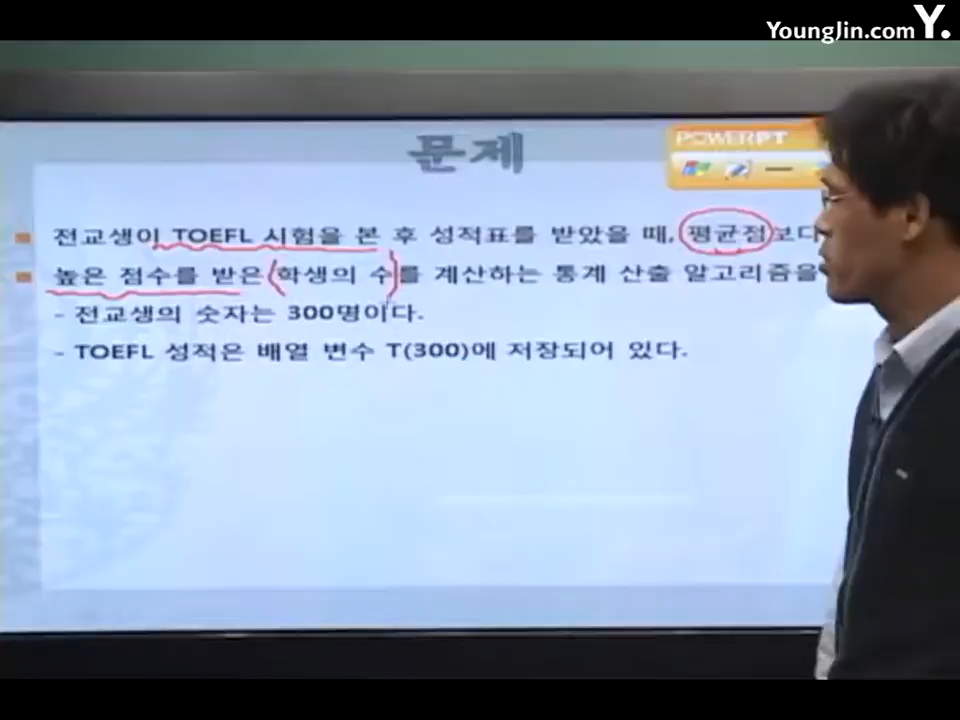 YoungJin.com Y.
문제
POWERPT
전교생이 TOEFL 시험을 본 후 성적표를 받았을 때, 평균점보다
높은 점수를 받은 학생의 수를 계산하는 통계 산출 알고리즘을
- 전교생의 숫자는 300명이다.
- TOEFL 성적은 배열 변수 T(300)에 저장되어 있다.